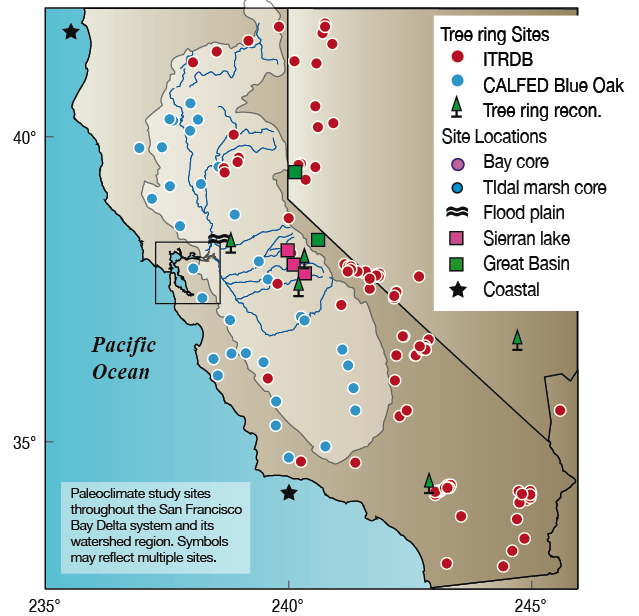 Tree ring Sites
ITRDB
CALFED Blue Oak
Tree ring recon.
Site Locations
Bay core
Tidal marsh core
Flood plain
Sierran lake
Great Basin
Coastal
40°
Pacific
Ocean
35°
Paleoclimate study sites
throughout the San Francisco
Bay Delta system and its
watershed region. Symbols
may reflect multiple sites.
235°
240°
245°